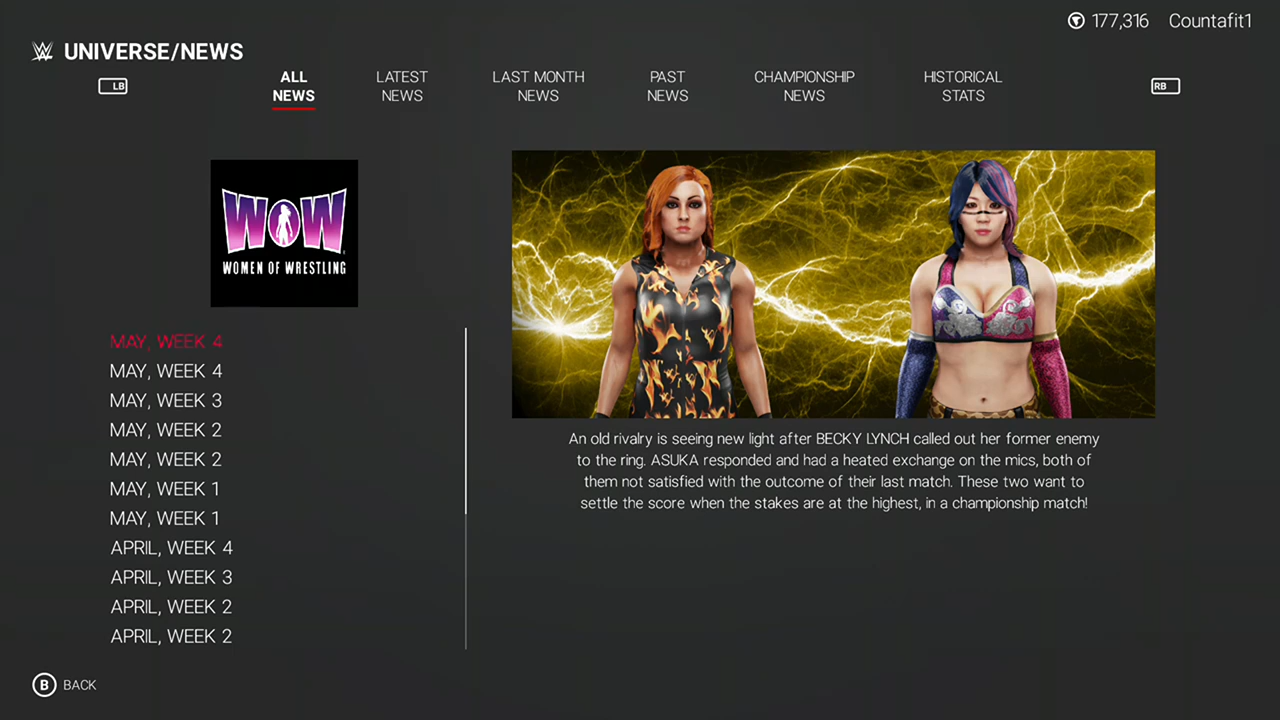 177,316 Countafit1
UNIVERSE/NEWS
LB
ALL
NEWS
LATEST
NEWS
LAST MONTH
NEWS
PAST
NEWS
CHAMPIONSHIP
NEWS
HISTORICAL
STATS
RB
WOW
WOMEN OF WRESTLING
MAY, WEEK 4
MAY, WEEK 4
MAY, WEEK 3
MAY, WEEK 2
MAY, WEEK 2
MAY, WEEK 1
MAY, WEEK 1
APRIL, WEEK 4
APRIL, WEEK 3
APRIL, WEEK 2
APRIL, WEEK 2
An old rivalry is seeing new light after BECKY LYNCH called out her former enemy
to the ring. ASUKA responded and had a heated exchange on the mics, both of
them not satisfied with the outcome of their last match. These two want to
settle the score when the stakes are at the highest, in a championship match!
B BACK